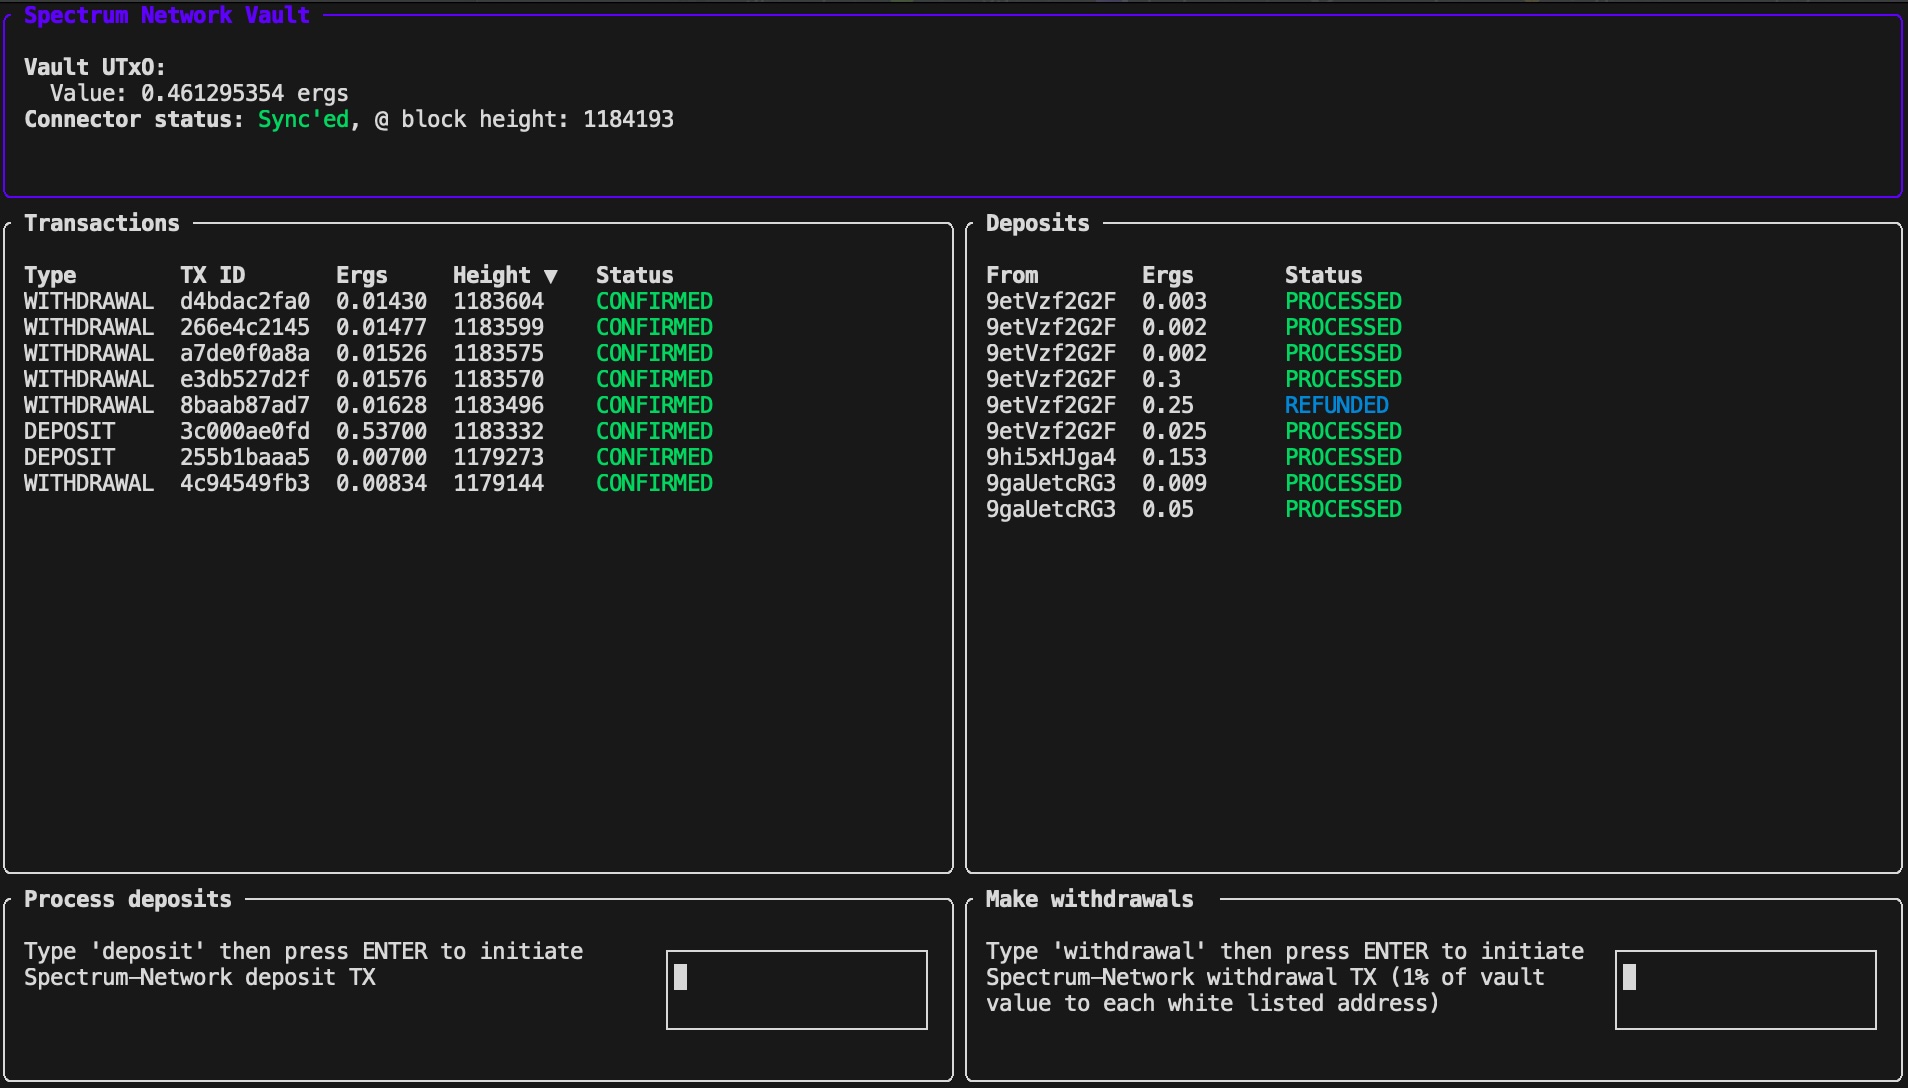 Spectrum Network Vault
Vault UTxO:
Value: 0.461295354 ergs
Connector status: Sync'ed, @ block height: 1184193
Transactions
Type TX ID Ergs Height ▼ Status
WITHDRAWAL d4bdac2fa0 0.01430 1183604 CONFIRMED
WITHDRAWAL 266e4c2145 0.01477 1183599 CONFIRMED
WITHDRAWAL a7de0f0a8a 0.01526 1183575 CONFIRMED
WITHDRAWAL e3db527d2f 0.01576 1183570 CONFIRMED
WITHDRAWAL 8baab87ad7 0.01628 1183496 CONFIRMED
DEPOSIT 3c000ae0fd 0.53700 1183332 CONFIRMED
DEPOSIT 255b1baaa5 0.00700 1179273 CONFIRMED
WITHDRAWAL 4c94549fb3 0.00834 1179144 CONFIRMED
Deposits
From Ergs Status
9etVzf2G2F 0.003 PROCESSED
9etVzf2G2F 0.002 PROCESSED
9etVzf2G2F 0.002 PROCESSED
9etVzf2G2F 0.3 PROCESSED
9etVzf2G2F 0.25 REFUNDED
9etVzf2G2F 0.025 PROCESSED
9hi5xHJga4 0.153 PROCESSED
9gaUetcRG3 0.009 PROCESSED
9gaUetcRG3 0.05 PROCESSED
Process deposits
Type 'deposit' then press ENTER to initiate
Spectrum–Network deposit TX
Make withdrawals
Type 'withdrawal' then press ENTER to initiate
Spectrum–Network withdrawal TX (1% of vault
value to each white listed address)